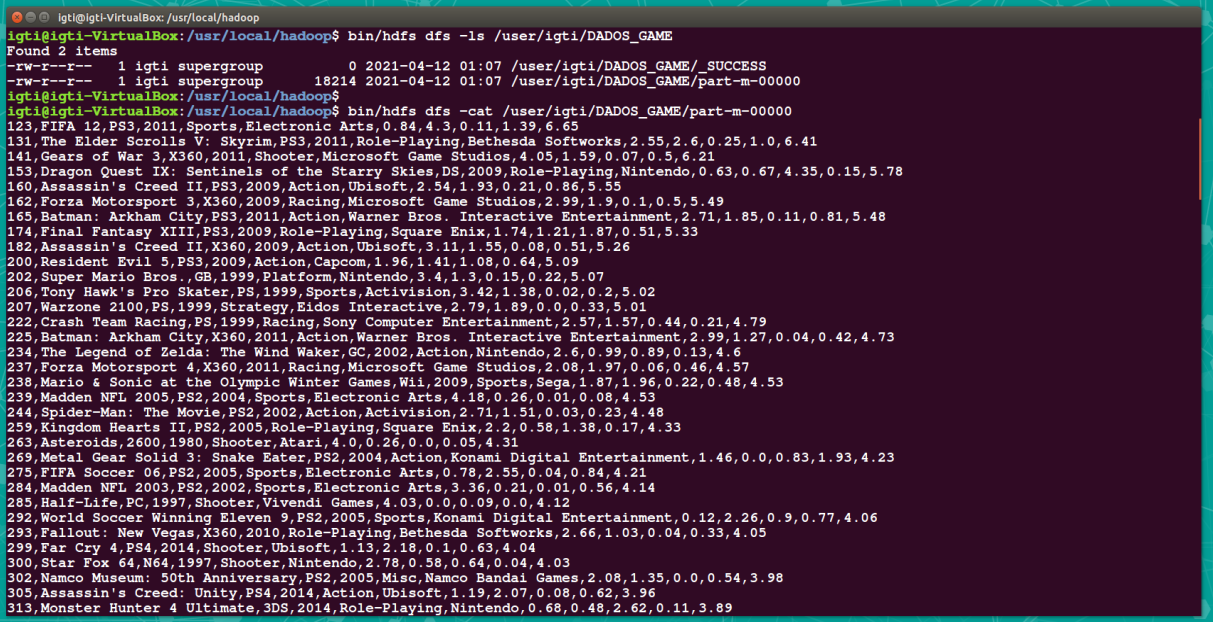 igti@igti-VirtualBox: /usr/local/hadoop
igti@igti-VirtualBox:/usr/local/hadoop$ bin/hdfs dfs -ls /user/igti/DADOS_GAME
Found 2 items
-rw-r--r--   1 igti supergroup          0 2021-04-12 01:07 /user/igti/DADOS_GAME/_SUCCESS
-rw-r--r--   1 igti supergroup      18214 2021-04-12 01:07 /user/igti/DADOS_GAME/part-m-00000
igti@igti-VirtualBox:/usr/local/hadoop$
igti@igti-VirtualBox:/usr/local/hadoop$ bin/hdfs dfs -cat /user/igti/DADOS_GAME/part-m-00000
123,FIFA 12,PS3,2011,Sports,Electronic Arts,0.84,4.3,0.11,1.39,6.65
131,The Elder Scrolls V: Skyrim,PS3,2011,Role-Playing,Bethesda Softworks,2.55,2.6,0.25,1.0,6.41
141,Gears of War 3,X360,2011,Shooter,Microsoft Game Studios,4.05,1.59,0.07,0.5,6.21
153,Dragon Quest IX: Sentinels of the Starry Skies,DS,2009,Role-Playing,Nintendo,0.63,0.67,4.35,0.15,5.78
160,Assassin's Creed II,PS3,2009,Action,Ubisoft,2.54,1.93,0.21,0.86,5.55
162,Forza Motorsport 3,X360,2009,Racing,Microsoft Game Studios,2.99,1.9,0.1,0.5,5.49
165,Batman: Arkham City,PS3,2011,Action,Warner Bros. Interactive Entertainment,2.71,1.85,0.11,0.81,5.48
174,Final Fantasy XIII,PS3,2009,Role-Playing,Square Enix,1.74,1.21,1.87,0.51,5.33
182,Assassin's Creed II,X360,2009,Action,Ubisoft,3.11,1.55,0.08,0.51,5.26
200,Resident Evil 5,PS3,2009,Action,Capcom,1.96,1.41,1.08,0.64,5.09
202,Super Mario Bros.,GB,1999,Platform,Nintendo,3.4,1.3,0.15,0.22,5.07
206,Tony Hawk's Pro Skater,PS,1999,Sports,Activision,3.42,1.38,0.02,0.2,5.02
207,Warzone 2100,PS,1999,Strategy,Eidos Interactive,2.79,1.89,0.0,0.33,5.01
222,Crash Team Racing,PS,1999,Racing,Sony Computer Entertainment,2.57,1.57,0.44,0.21,4.79
225,Batman: Arkham City,X360,2011,Action,Warner Bros. Interactive Entertainment,2.99,1.27,0.04,0.42,4.73
234,The Legend of Zelda: The Wind Waker,GC,2002,Action,Nintendo,2.6,0.99,0.89,0.13,4.6
237,Forza Motorsport 4,X360,2011,Racing,Microsoft Game Studios,2.08,1.97,0.06,0.46,4.57
238,Mario & Sonic at the Olympic Winter Games,Wii,2009,Sports,Sega,1.87,1.96,0.22,0.48,4.53
239,Madden NFL 2005,PS2,2004,Sports,Electronic Arts,4.18,0.26,0.01,0.08,4.53
244,Spider-Man: The Movie,PS2,2002,Action,Activision,2.71,1.51,0.03,0.23,4.48
259,Kingdom Hearts II,PS2,2005,Role-Playing,Square Enix,2.2,0.58,1.38,0.17,4.33
263,Asteroids,2600,1980,Shooter,Atari,4.0,0.26,0.0,0.05,4.31
269,Metal Gear Solid 3: Snake Eater,PS2,2004,Action,Konami Digital Entertainment,1.46,0.0,0.83,1.93,4.23
275,FIFA Soccer 06,PS2,2005,Sports,Electronic Arts,0.78,2.55,0.04,0.84,4.21
284,Madden NFL 2003,PS2,2002,Sports,Electronic Arts,3.36,0.21,0.01,0.56,4.14
285,Half-Life,PC,1997,Shooter,Vivendi Games,4.03,0.0,0.09,0.0,4.12
292,World Soccer Winning Eleven 9,PS2,2005,Sports,Konami Digital Entertainment,0.12,2.26,0.9,0.77,4.06
293,Fallout: New Vegas,X360,2010,Role-Playing,Bethesda Softworks,2.66,1.03,0.04,0.33,4.05
299,Far Cry 4,PS4,2014,Shooter,Ubisoft,1.13,2.18,0.1,0.63,4.04
300,Star Fox 64,N64,1997,Shooter,Nintendo,2.78,0.58,0.64,0.04,4.03
302,Namco Museum: 50th Anniversary,PS2,2005,Misc,Namco Bandai Games,2.08,1.35,0.0,0.54,3.98
305,Assassin's Creed: Unity,PS4,2014,Action,Ubisoft,1.19,2.07,0.08,0.62,3.96
313,Monster Hunter 4 Ultimate,3DS,2014,Role-Playing,Nintendo,0.68,0.48,2.62,0.11,3.89